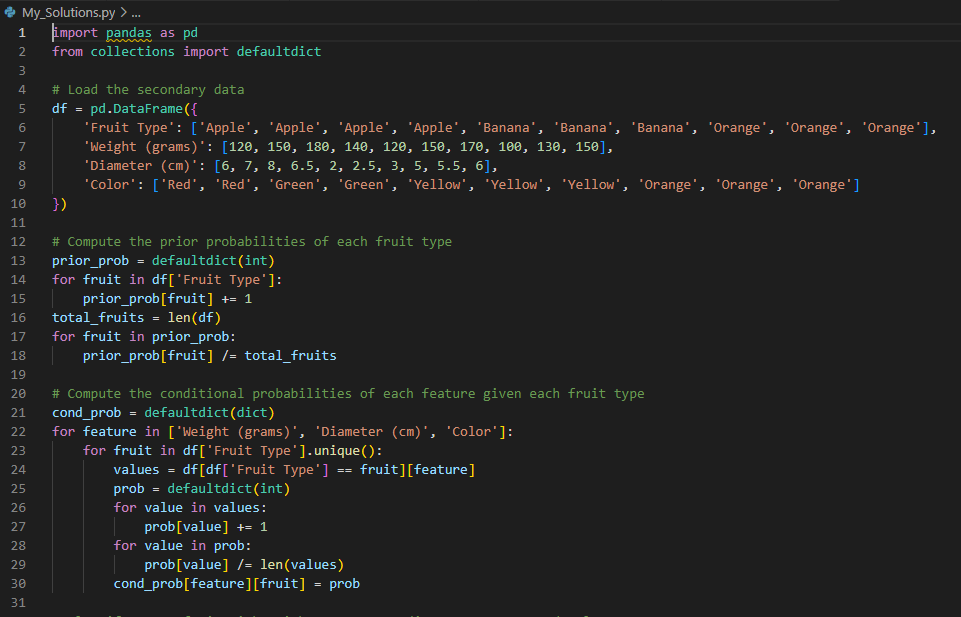 My_Solutions.py > ...
1 import pandas as pd
2 from collections import defaultdict
3
4 # Load the secondary data
5 df = pd.DataFrame({
6     'Fruit Type': ['Apple', 'Apple', 'Apple', 'Apple', 'Banana', 'Banana', 'Banana', 'Orange', 'Orange', 'Orange'],
7     'Weight (grams)': [120, 150, 180, 140, 120, 150, 170, 100, 130, 150],
8     'Diameter (cm)': [6, 7, 8, 6.5, 2, 2.5, 3, 5, 5.5, 6],
9     'Color': ['Red', 'Red', 'Green', 'Green', 'Yellow', 'Yellow', 'Yellow', 'Orange', 'Orange', 'Orange']
10 })
11
12 # Compute the prior probabilities of each fruit type
13 prior_prob = defaultdict(int)
14 for fruit in df['Fruit Type']:
15     prior_prob[fruit] += 1
16 total_fruits = len(df)
17 for fruit in prior_prob:
18     prior_prob[fruit] /= total_fruits
19
20 # Compute the conditional probabilities of each feature given each fruit type
21 cond_prob = defaultdict(dict)
22 for feature in ['Weight (grams)', 'Diameter (cm)', 'Color']:
23     for fruit in df['Fruit Type'].unique():
24         values = df[df['Fruit Type'] == fruit][feature]
25         prob = defaultdict(int)
26         for value in values:
27             prob[value] += 1
28         for value in prob:
29             prob[value] /= len(values)
30         cond_prob[feature][fruit] = prob
31